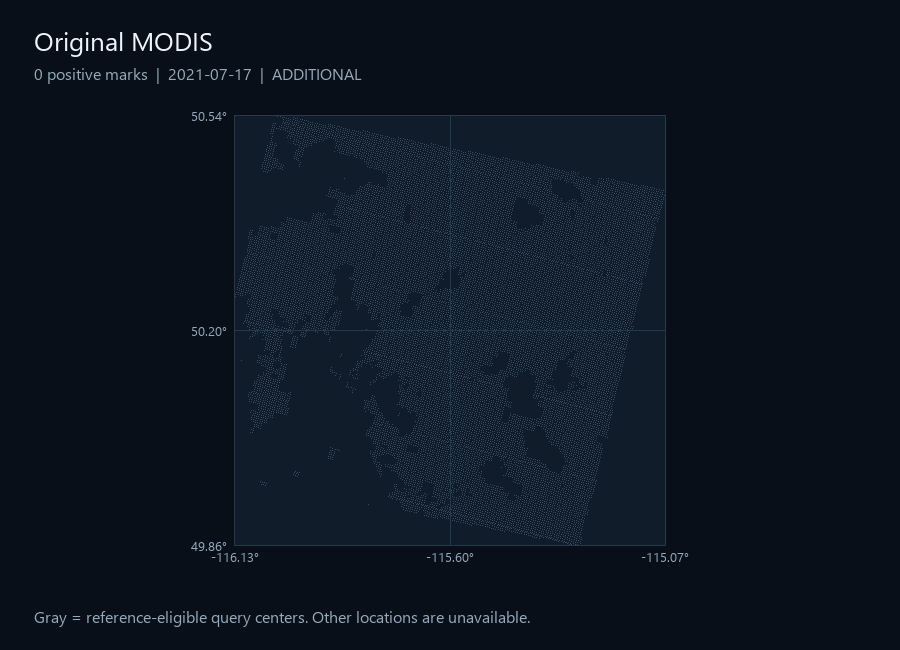 Original MODIS
0 positive marks | 2021-07-17 | ADDITIONAL
50.54°
50.20°
49.86°
-116.13°
-115.60°
-115.07°
Gray = reference-eligible query centers. Other locations are unavailable.